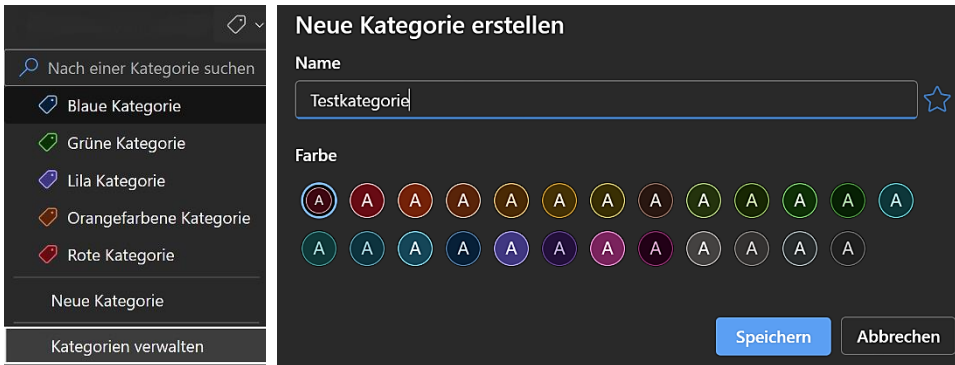 Nach einer Kategorie suchen
Blaue Kategorie
Grüne Kategorie
Lila Kategorie
Orangefarbene Kategorie
Rote Kategorie
Neue Kategorie
Kategorien verwalten
Neue Kategorie erstellen
Name
Testkategorie
Farbe
A A A A A A A A A A A A A
A A A A A A A A A A A A
Speichern Abbrechen